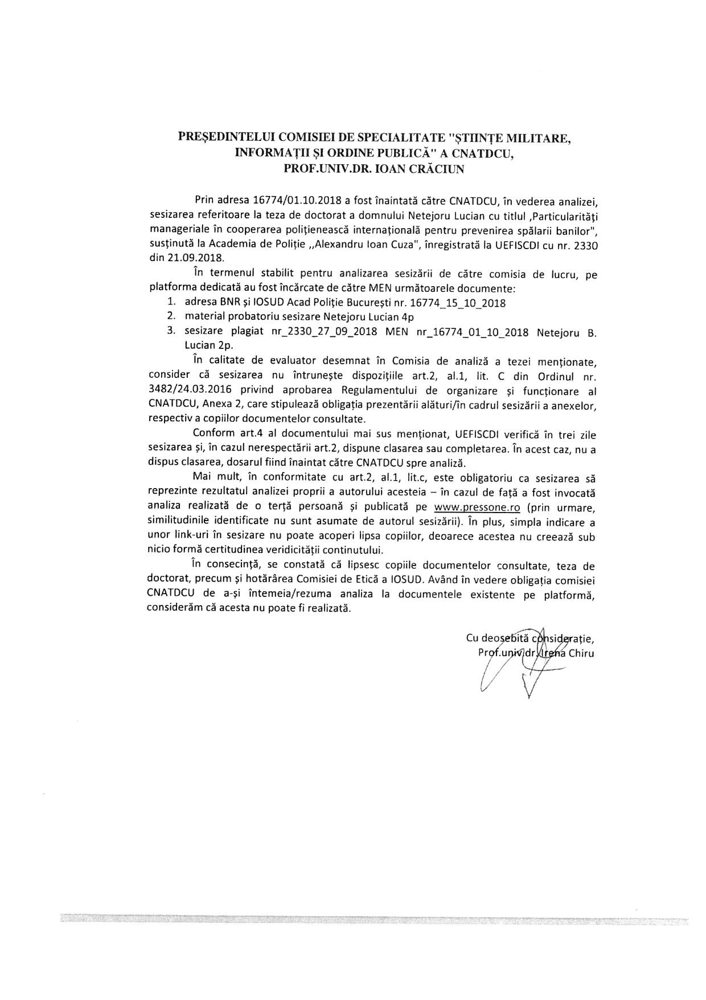 PREȘEDINTELUI COMISIEI DE SPECIALITATE "ȘTIINȚE MILITARE,
INFORMAȚII ȘI ORDINE PUBLICĂ" A CNATDCU,
PROF.UNIV.DR. IOAN CRĂCIUN
Prin adresa 16774/01.10.2018 a fost înaintată către CNATDCU, în vederea analizei,
sesizarea referitoare la teza de doctorat a domnului Netejoru Lucian cu titlul ,Particularități
manageriale în cooperarea polițienească internațională pentru prevenirea spălarii banilor",
susținută la Academia de Poliție ,,Alexandru Ioan Cuza", înregistrată la UEFISCDI cu nr. 2330
din 21.09.2018.
În termenul stabilit pentru analizarea sesizării de către comisia de lucru, pe
platforma dedicată au fost încărcate de către MEN următoarele documente:
1. adresa BNR și IOSUD Acad Poliție București nr. 16774_15_10_2018
2. material probatoriu sesizare Netejoru Lucian 4p
3. sesizare plagiat nr_2330_27_09_2018 MEN nr_16774_01_10_2018 Netejoru B.
Lucian 2p.
În calitate de evaluator desemnat în Comisia de analiză a tezei menționate,
consider că sesizarea nu întrunește dispozițiile art.2, al.1, lit. C din Ordinul nr.
3482/24.03.2016 privind aprobarea Regulamentului de organizare și funcționare al
CNATDCU, Anexa 2, care stipulează obligația prezentării alături/în cadrul sesizării a anexelor,
respectiv a copiilor documentelor consultate.
Conform art.4 al documentului mai sus menționat, UEFISCDI verifică în trei zile
sesizarea și, în cazul nerespectării art.2, dispune clasarea sau completarea. În acest caz, nu a
dispus clasarea, dosarul fiind înaintat către CNATDCU spre analiză.
Mai mult, în conformitate cu art.2, al.1, lit.c, este obligatoriu ca sesizarea să
reprezinte rezultatul analizei proprii a autorului acesteia – în cazul de față a fost invocată
analiza realizată de o terță persoană și publicată pe www.pressone.ro (prin urmare,
similitudinile identificate nu sunt asumate de autorul sesizării). În plus, simpla indicare a
unor link-uri în sesizare nu poate acoperi lipsa copiilor, deoarece acestea nu creează sub
nicio formă certitudinea veridicității continutului.
În consecință, se constată că lipsesc copiile documentelor consultate, teza de
doctorat, precum și hotărârea Comisiei de Etică a IOSUD. Având în vedere obligația comisiei
CNATDCU de a-și întemeia/rezuma analiza la documentele existente pe platformă,
considerăm că acesta nu poate fi realizată.
Cu deosebită considerație,
Prof.univ.dr. Irena Chiru